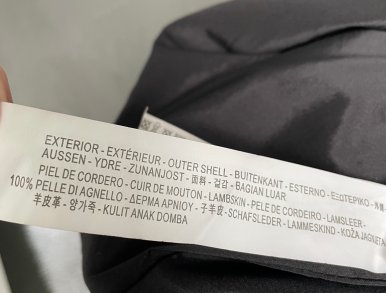 EXTERIOR - EXTÉRIEUR - OUTER SHELL - BUITENKANT - ESTERNO - ΕΞΩΤΕΡΙΚΟ -
AUSSEN - YDRE - ZUNANJOST - 面料 - 겉감 - BAGIAN LUAR
PIEL DE CORDERO - CUIR DE MOUTON - LAMBSKIN - PELE DE CORDEIRO - LAMSLEER -
100% PELLE DI AGNELLO - ΔΕΡΜΑ ΑΡΝΙΟΥ - 子羊皮 - SCHAFSLEDER - LAMMESKIND - KOŽA JAGNJETA
羊皮革 - 양가죽 - KULIT ANAK DOMBA